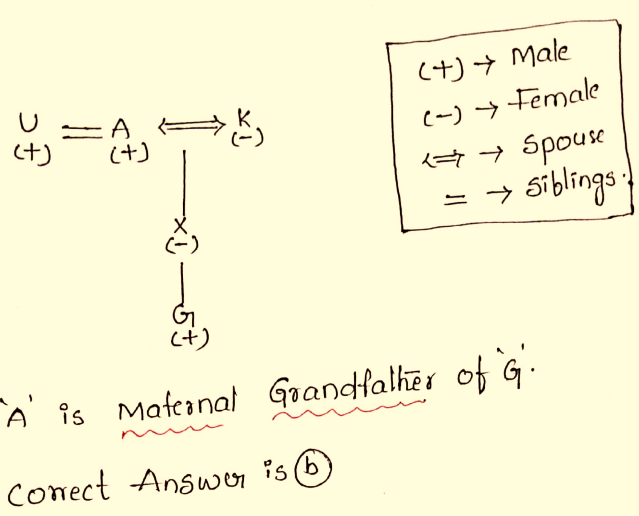 (+) → Male
(-) → Female
⟺ → Spouse
= → Siblings.
U = A ⟺ K
(+) (+) (-)
X
(-)
G
(+)
'A' is Maternal Grandfather of 'G'.
Correct Answer is (b)